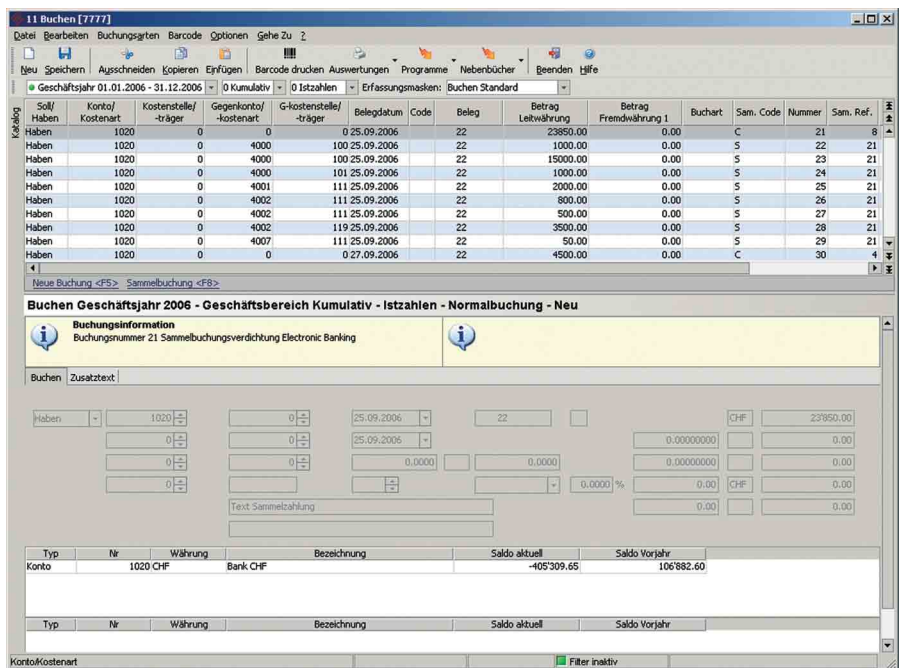 11 Buchen [7777]
Datei Bearbeiten Buchungsarten Barcode Optionen Gehe Zu ?
Neu Speichern Ausschneiden Kopieren Einfügen Barcode drucken Auswertungen Programme Nebenbücher Beenden Hilfe
Geschäftsjahr 01.01.2006 - 31.12.2006 0 Kumulativ 0 Istzahlen Erfassungsmasken: Buchen Standard
Katalog
Soll/ Konto/ Kostenstelle/ Gegenkonto/ G-kostenstelle/ Belegdatum Code Beleg Betrag Betrag Buchart Sam. Code Nummer Sam. Ref.
Haben Kostenart -träger -kostenart -träger Leitwährung Fremdwährung 1
Haben 1020 0 0 0 25.09.2006 22 23850.00 0.00 C 21 8
Haben 1020 0 4000 100 25.09.2006 22 1000.00 0.00 S 22 21
Haben 1020 0 4000 100 25.09.2006 22 15000.00 0.00 S 23 21
Haben 1020 0 4000 101 25.09.2006 22 1000.00 0.00 S 24 21
Haben 1020 0 4001 111 25.09.2006 22 2000.00 0.00 S 25 21
Haben 1020 0 4002 111 25.09.2006 22 800.00 0.00 S 26 21
Haben 1020 0 4002 111 25.09.2006 22 500.00 0.00 S 27 21
Haben 1020 0 4002 119 25.09.2006 22 3500.00 0.00 S 28 21
Haben 1020 0 4007 111 25.09.2006 22 50.00 0.00 S 29 21
Haben 1020 0 0 0 27.09.2006 22 4500.00 0.00 C 30 4
Neue Buchung <F5> Sammelbuchung <F8>
Buchen Geschäftsjahr 2006 - Geschäftsbereich Kumulativ - Istzahlen - Normalbuchung - Neu
Buchungsinformation
Buchungsnummer 21 Sammelbuchungsverdichtung Electronic Banking
Buchen Zusatztext
Haben 1020 0 25.09.2006 22 CHF 23'850.00
0 0 25.09.2006 0.00000000 0.00
0 0 0.0000 0.0000 0.00000000 0.00
0 0.0000 % 0.00 CHF 0.00
Text Sammelzahlung 0.00 0.00
Typ Nr Währung Bezeichnung Saldo aktuell Saldo Vorjahr
Konto 1020 CHF Bank CHF -405'309.65 106'882.60
Typ Nr Währung Bezeichnung Saldo aktuell Saldo Vorjahr
Konto/Kostenart Filter inaktiv